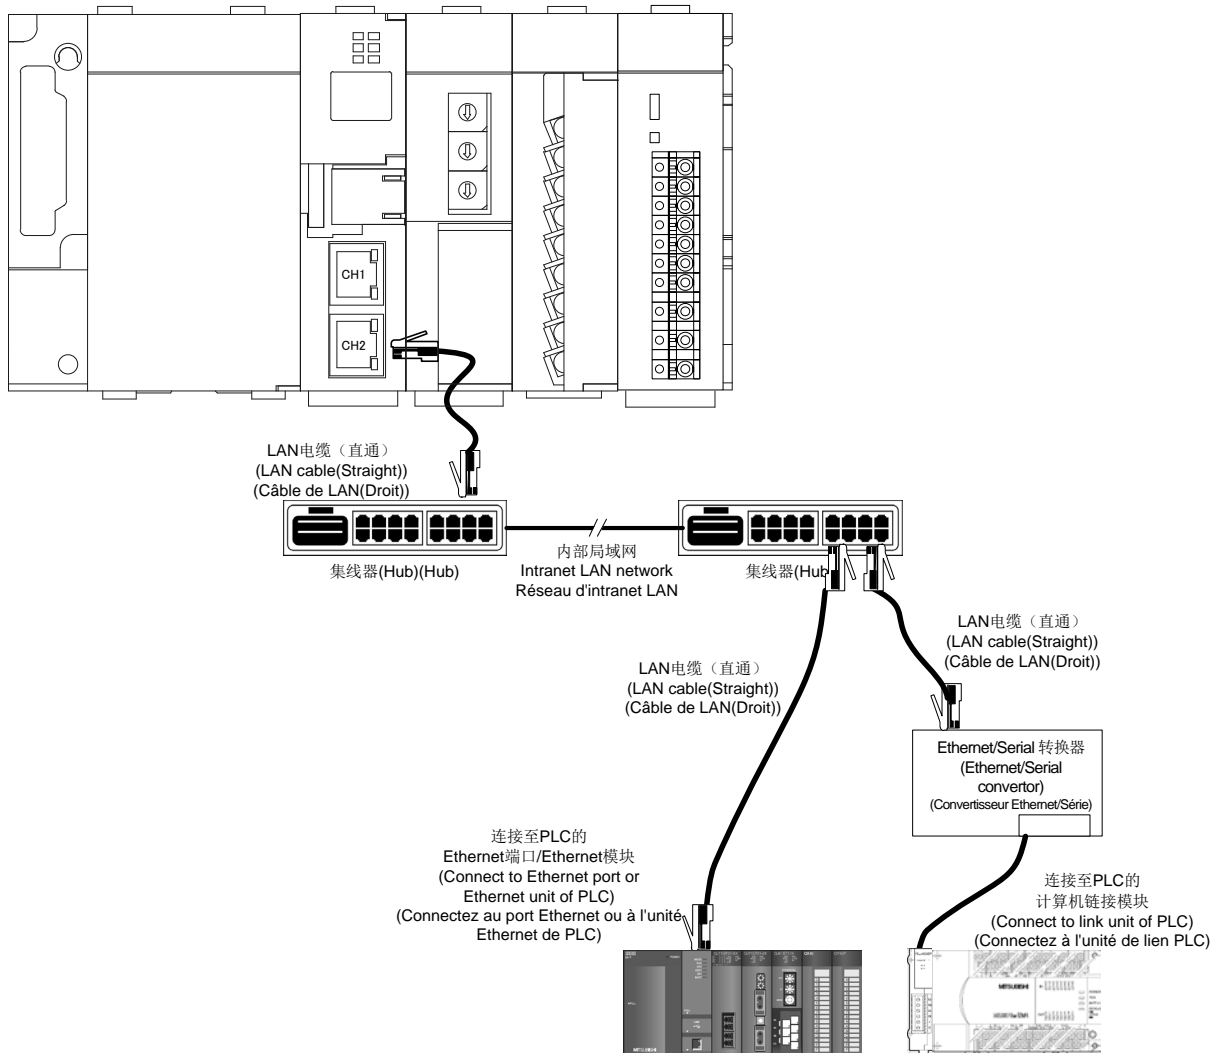 CH1
CH2
LAN电缆（直通）
(LAN cable(Straight))
(Câble de LAN(Droit))
集线器(Hub)(Hub)
内部局域网
Intranet LAN network
Réseau d'intranet LAN
集线器(Hub
LAN电缆（直通）
(LAN cable(Straight))
(Câble de LAN(Droit))
LAN电缆（直通）
(LAN cable(Straight))
(Câble de LAN(Droit))
Ethernet/Serial 转换器
(Ethernet/Serial
convertor)
(Convertisseur Ethernet/Série)
连接至PLC的
Ethernet端口/Ethernet模块
(Connect to Ethernet port or
Ethernet unit of PLC)
(Connectez au port Ethernet ou à l'unité
Ethernet de PLC)
连接至PLC的
计算机链接模块
(Connect to link unit of PLC)
(Connectez à l'unité de lien PLC)
MITSUBISHI
MITSUBISHI